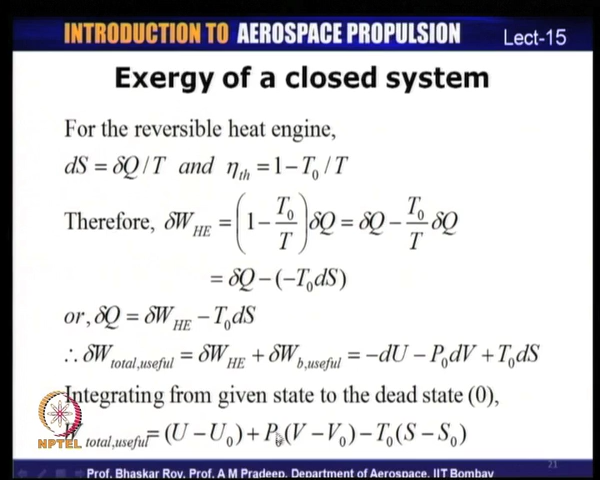 INTRODUCTION TO AEROSPACE PROPULSION Lect-15
Exergy of a closed system
For the reversible heat engine,
dS = δQ / T and η_th = 1 − T_0 / T
Therefore, δW_HE = (1 − T_0/T) δQ = δQ − T_0/T δQ
= δQ − (−T_0dS)
or, δQ = δW_HE − T_0dS
∴ δW_total,useful = δW_HE + δW_b,useful = −dU − P_0dV + T_0dS
Integrating from given state to the dead state (0),
total,useful = (U − U_0) + P_0(V − V_0) − T_0(S − S_0)
NPTEL
Prof. Bhaskar Roy, Prof. A M Pradeep, Department of Aerospace, IIT Bombay
21